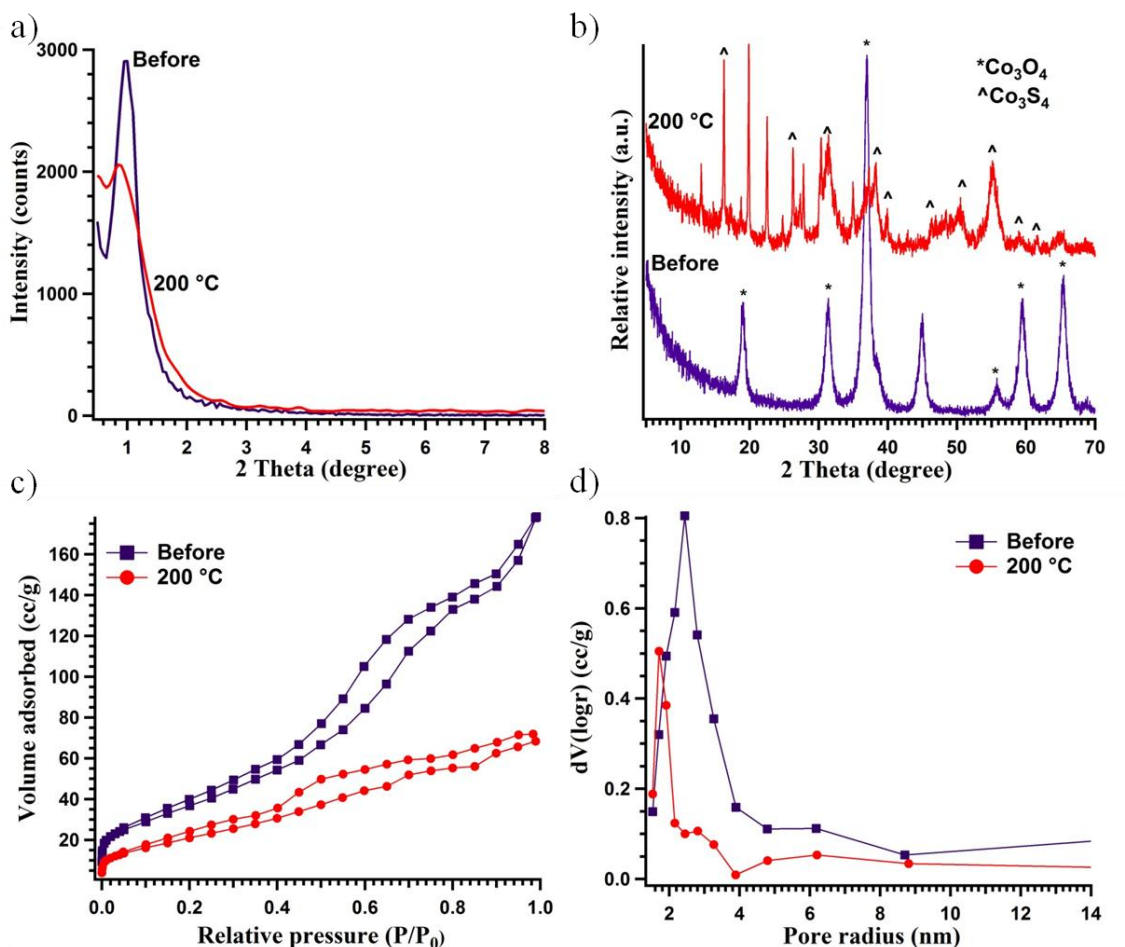 a)
3000
2000
1000
0
Intensity (counts)
Before
200 °C
1 2 3 4 5 6 7 8
2 Theta (degree)
b)
Relative intensity (a.u.)
200 °C
^ ^ ^ ^ ^ ^ ^ ^ ^ ^
*Co₃O₄
^Co₃S₄
Before
* * * * * *
10 20 30 40 50 60 70
2 Theta (degree)
c)
160
140
120
100
80
60
40
20
Volume adsorbed (cc/g)
Before
200 °C
0.0 0.2 0.4 0.6 0.8 1.0
Relative pressure (P/P₀)
d)
0.8
0.6
0.4
0.2
0.0
dV(logr) (cc/g)
Before
200 °C
2 4 6 8 10 12 14
Pore radius (nm)